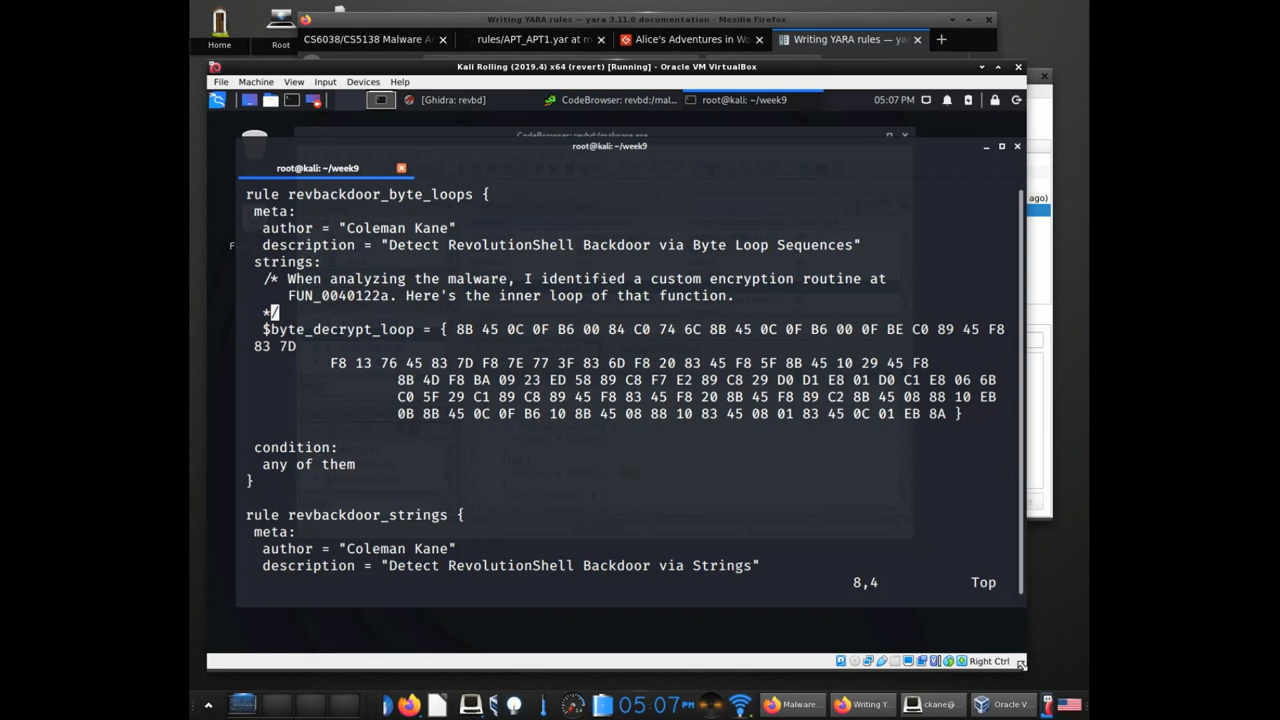 Writing YARA rules — yara 3.11.0 documentation - Mozilla Firefox
Home
Root
CS6038/CS5138 Malware A
rules/APT_APT1.yar at m
Alice's Adventures in Wo
Writing YARA rules — yar
Kali Rolling (2019.4) x64 (revert) [Running] - Oracle VM VirtualBox
File Machine View Input Devices Help
[Ghidra: revbd]
CodeBrowser: revbd:/mal...
root@kali: ~/week9
05:07 PM
CodeBrowser: revbd:/malware.exe
root@kali: ~/week9
root@kali: ~/week9
rule revbackdoor_byte_loops {
meta:
author = "Coleman Kane"
description = "Detect RevolutionShell Backdoor via Byte Loop Sequences"
strings:
/* When analyzing the malware, I identified a custom encryption routine at
FUN_0040122a. Here's the inner loop of that function.
*/
$byte_decrypt_loop = { 8B 45 0C 0F B6 00 84 C0 74 6C 8B 45 0C 0F B6 00 0F BE C0 89 45 F8
83 7D
F8 13 76 45 83 7D F8 7E 77 3F 83 6D F8 20 83 45 F8 5F 8B 45 10 29 45 F8
8B 4D F8 BA 09 23 ED 58 89 C8 F7 E2 89 C8 29 D0 D1 E8 01 D0 C1 E8 06 6B
C0 5F 29 C1 89 C8 89 45 F8 83 45 F8 20 8B 45 F8 89 C2 8B 45 08 88 10 EB
0B 8B 45 0C 0F B6 10 8B 45 08 88 10 83 45 08 01 83 45 0C 01 EB 8A }
condition:
any of them
}
rule revbackdoor_strings {
meta:
author = "Coleman Kane"
description = "Detect RevolutionShell Backdoor via Strings"
8,4 Top
ago)
Right Ctrl
05:07 PM
Malware...
Writing Y...
ckane@...
Oracle V...